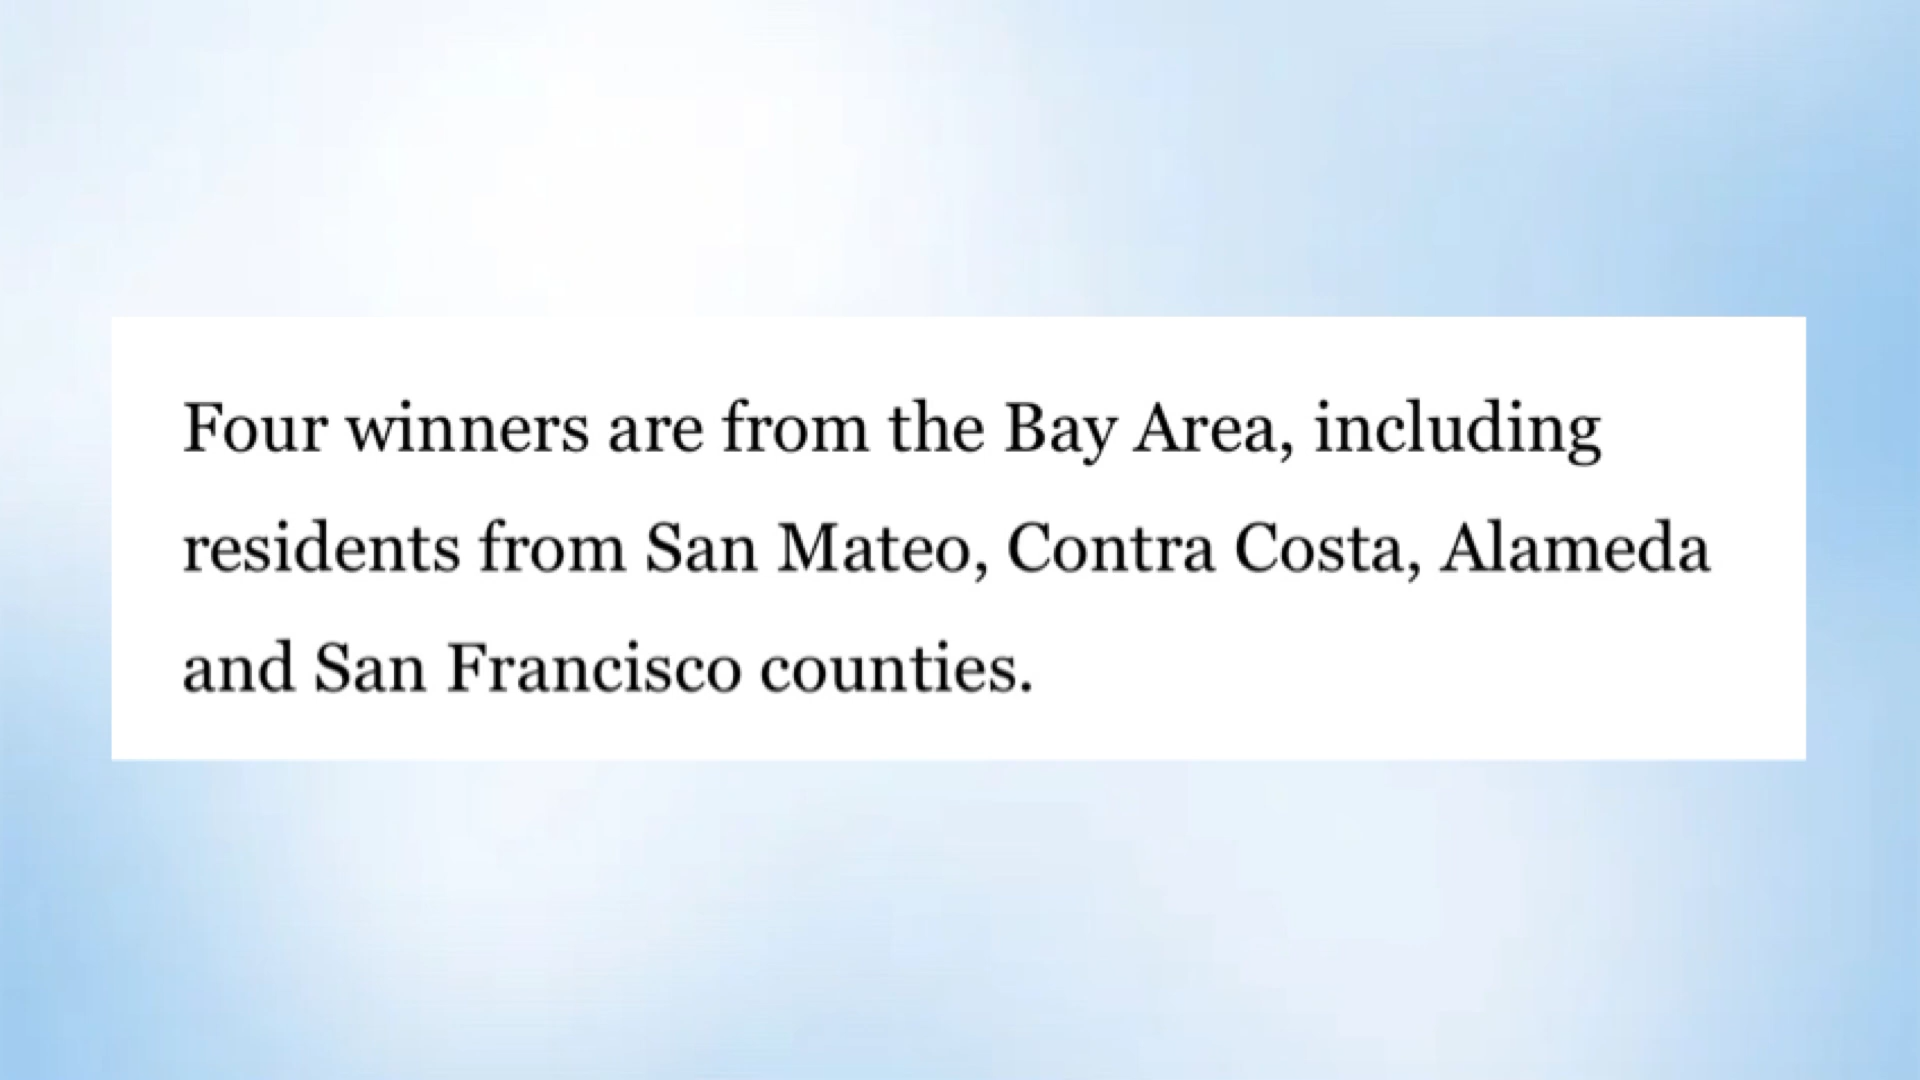 Four winners are from the Bay Area, including
residents from San Mateo, Contra Costa, Alameda
and San Francisco counties.